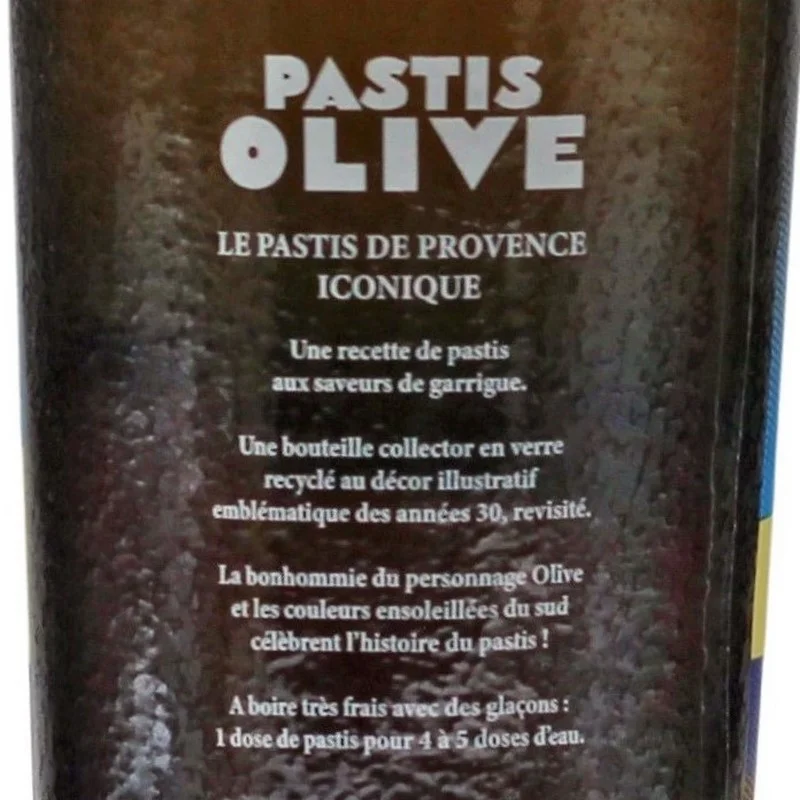 PASTIS
OLIVE
LE PASTIS DE PROVENCE
ICONIQUE
Une recette de pastis
aux saveurs de garrigue.
Une bouteille collector en verre
recyclé au décor illustratif
emblématique des années 30, revisité.
La bonhommie du personnage Olive
et les couleurs ensoleillées du sud
célèbrent l'histoire du pastis !
A boire très frais avec des glaçons :
1 dose de pastis pour 4 à 5 doses d'eau.